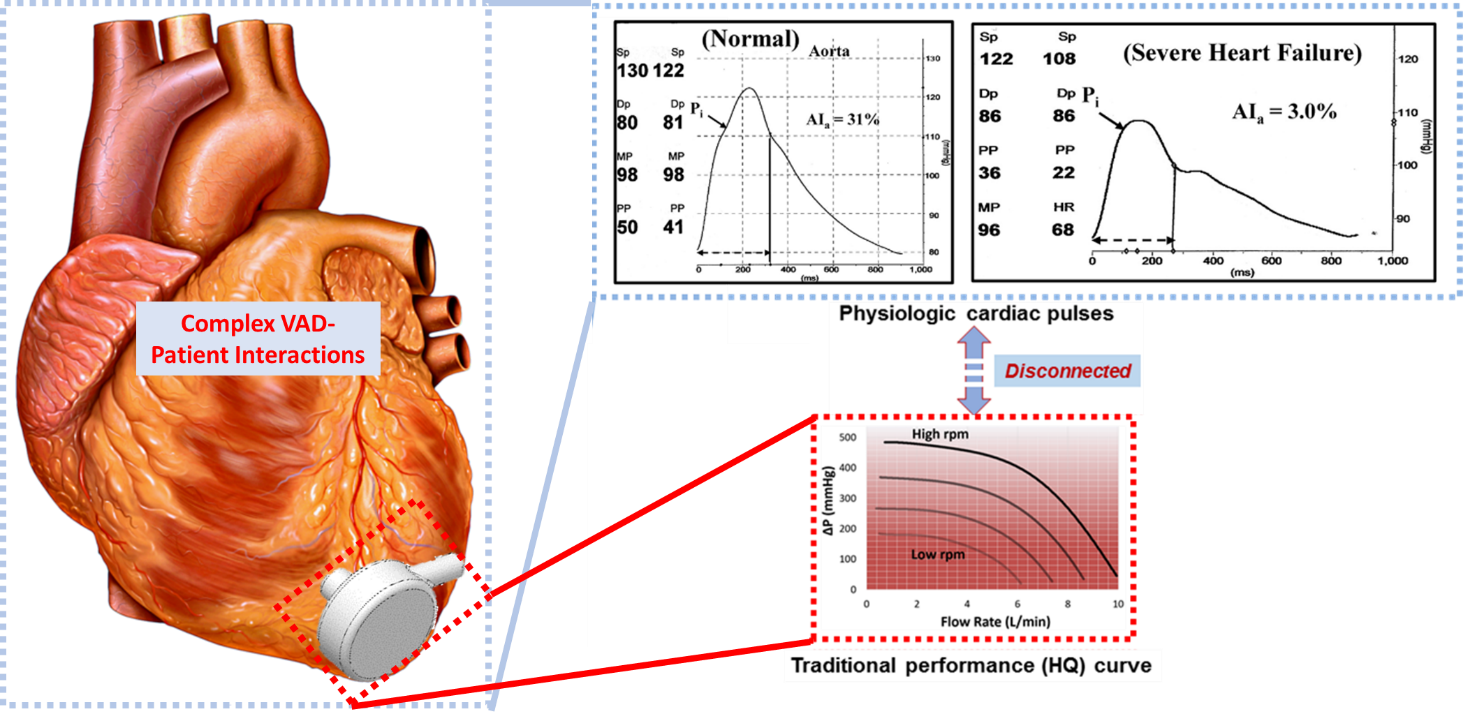 Complex VAD-
Patient Interactions
(Normal)
Aorta
Sp Sp
130 122
Dp Dp
80 81
MP MP
98 98
PP PP
50 41
Pi
AIa = 31%
130
120
110
100
90
80
(mmHg)
0 200 400 600 800 1,000
(ms)
(Severe Heart Failure)
Sp Sp
122 108
Dp Dp
86 86
PP PP
36 22
MP HR
96 68
Pi
AIa = 3.0%
120
110
100
90
(mmHg)
0 200 400 600 800 1,000
(ms)
Physiologic cardiac pulses
Disconnected
High rpm
Low rpm
ΔP (mmHg)
500
400
300
200
100
0
0 2 4 6 8 10
Flow Rate (L/min)
Traditional performance (HQ) curve